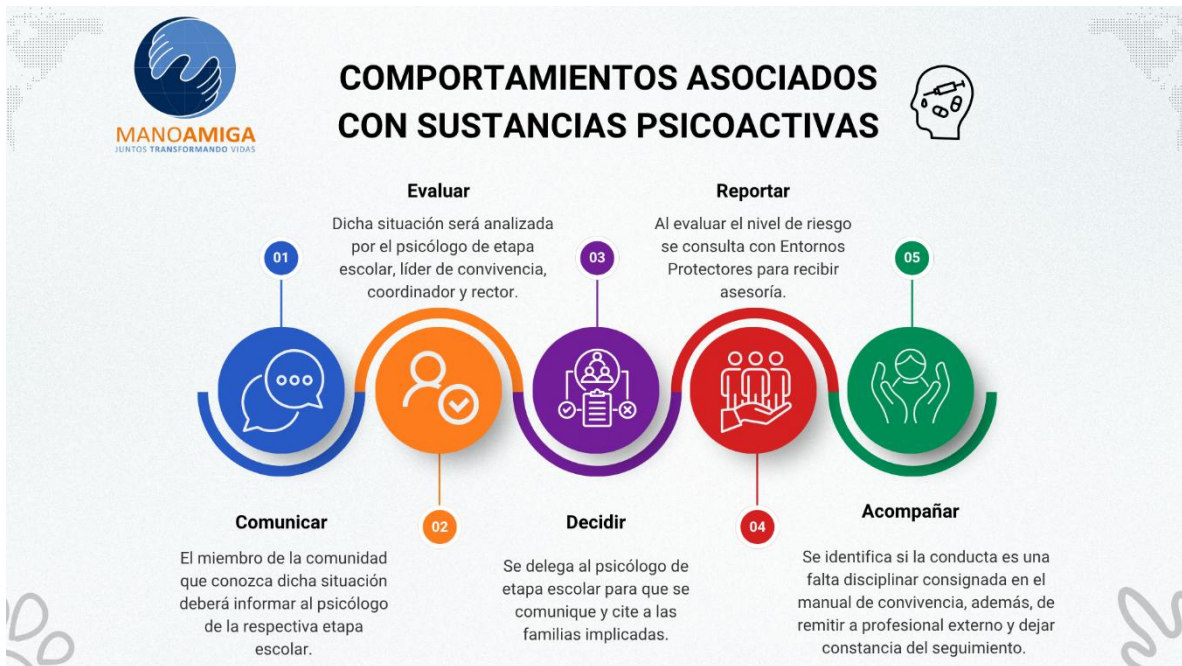 MANOAMIGA
JUNTOS TRANSFORMANDO VIDAS
COMPORTAMIENTOS ASOCIADOS
CON SUSTANCIAS PSICOACTIVAS
01
Comunicar
El miembro de la comunidad
que conozca dicha situación
deberá informar al psicólogo
de la respectiva etapa
escolar.
Evaluar
Dicha situación será analizada
por el psicólogo de etapa
escolar, líder de convivencia,
coordinador y rector.
02
03
Decidir
Se delega al psicólogo de
etapa escolar para que se
comunique y cite a las
familias implicadas.
Reportar
Al evaluar el nivel de riesgo
se consulta con Entornos
Protectores para recibir
asesoría.
04
05
Acompañar
Se identifica si la conducta es una
falta disciplinar consignada en el
manual de convivencia, además, de
remitir a profesional externo y dejar
constancia del seguimiento.